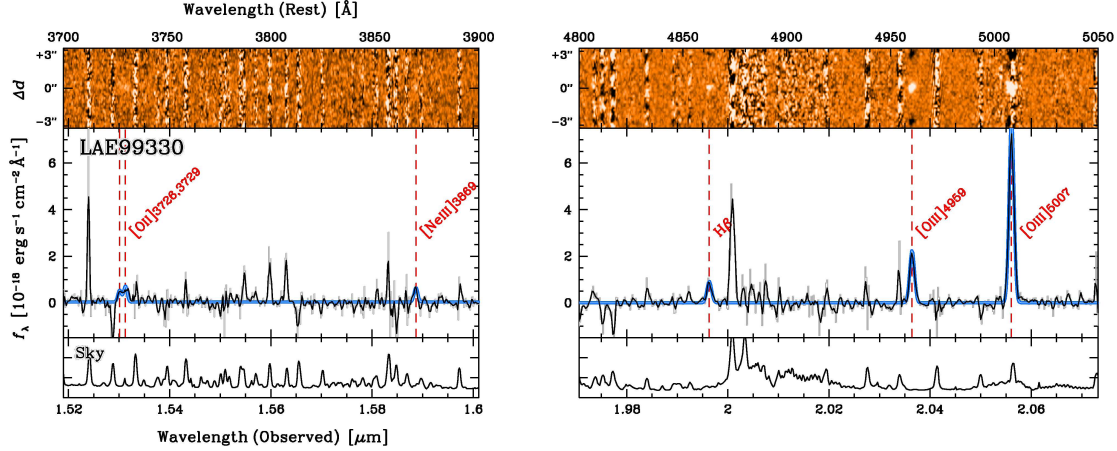 Wavelength (Rest) [Å]
3700 3750 3800 3850 3900
4800 4850 4900 4950 5000 5050
+3"
0"
-3"
Δd
+3"
0"
-3"
LAE99330
[OII]3726,3729
[NeIII]3869
Hβ
[OIII]4959
[OIII]5007
6
4
2
0
6
4
2
0
fλ [10⁻¹⁸ erg s⁻¹ cm⁻² Å⁻¹]
Sky
1.52 1.54 1.56 1.58 1.6
1.98 2 2.02 2.04 2.06
Wavelength (Observed) [μm]